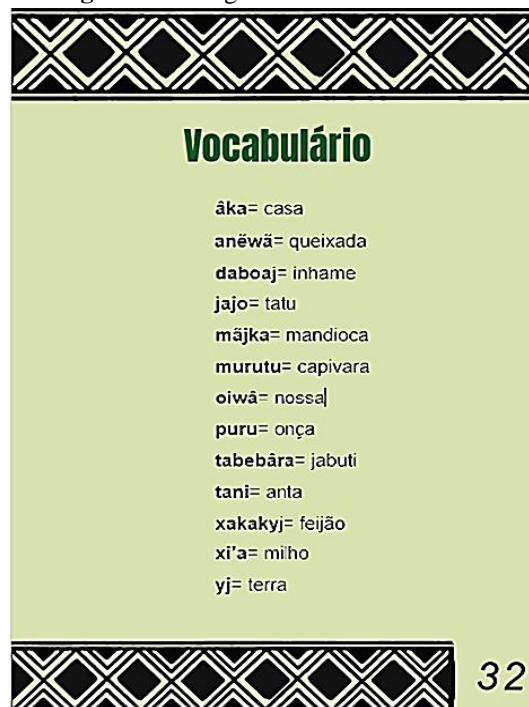 Vocabulário
âka= casa
anëwã= queixada
daboaj= inhame
jajo= tatu
mãjka= mandioca
murutu= capivara
oiwâ= nossa
puru= onça
tabebâra= jabuti
tani= anta
xakakyj= feijão
xi'a= milho
yj= terra
32